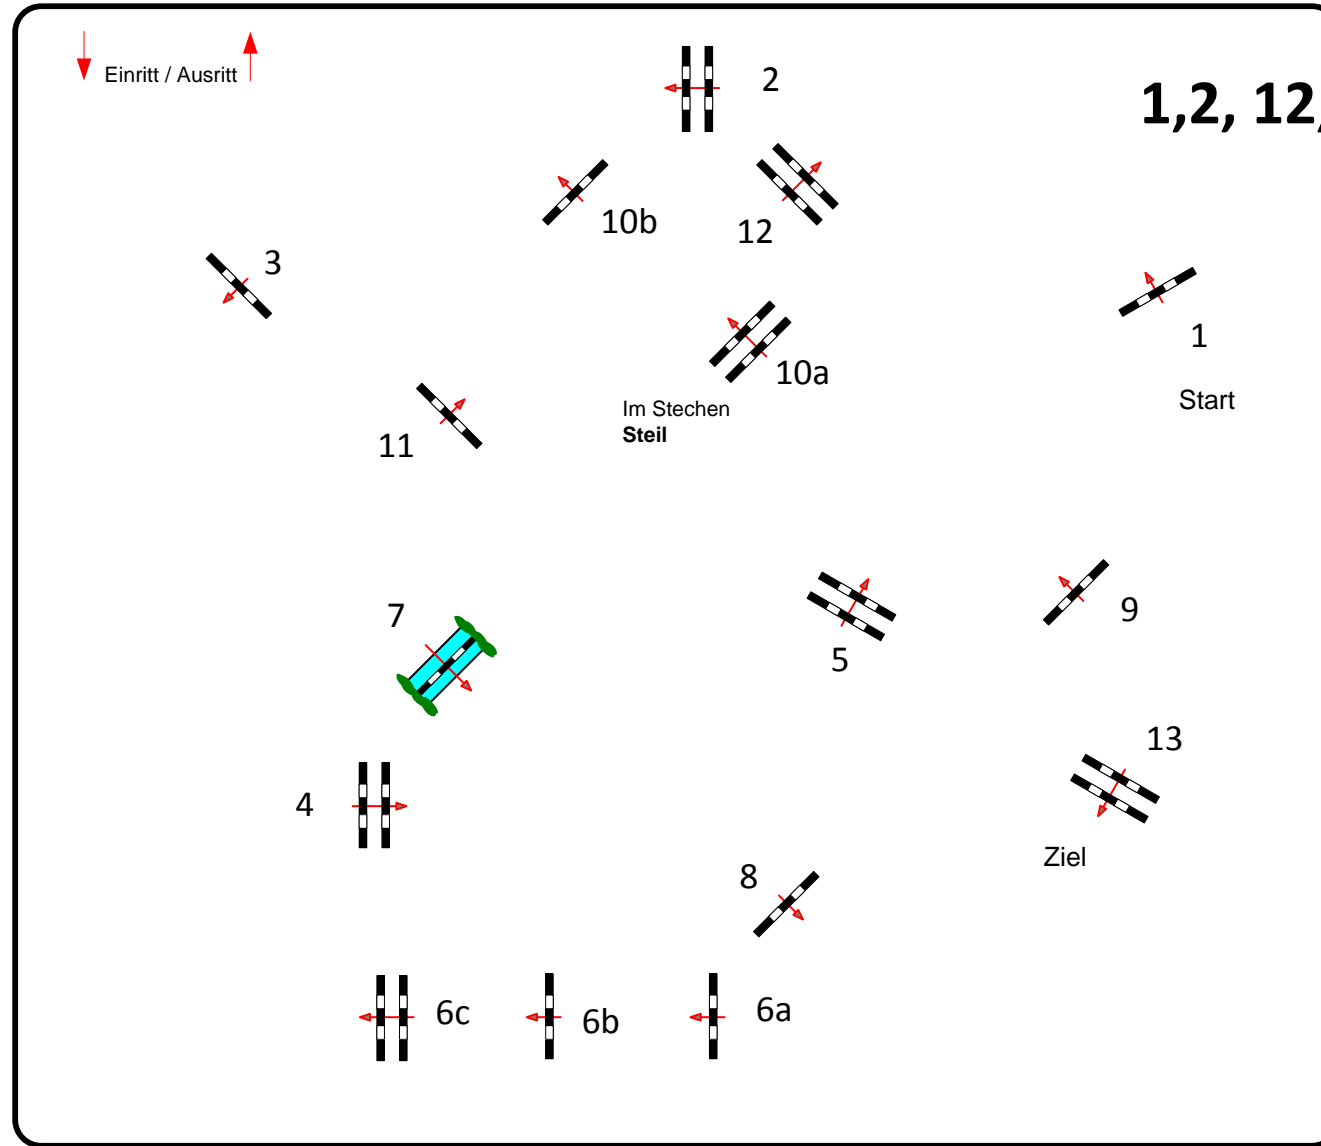 Einritt / Ausritt
2
1,2, 12,
10b
12
3
1
10a
Start
Im Stechen
Steil
11
7
9
5
13
4
Ziel
8
6c
6b
6a